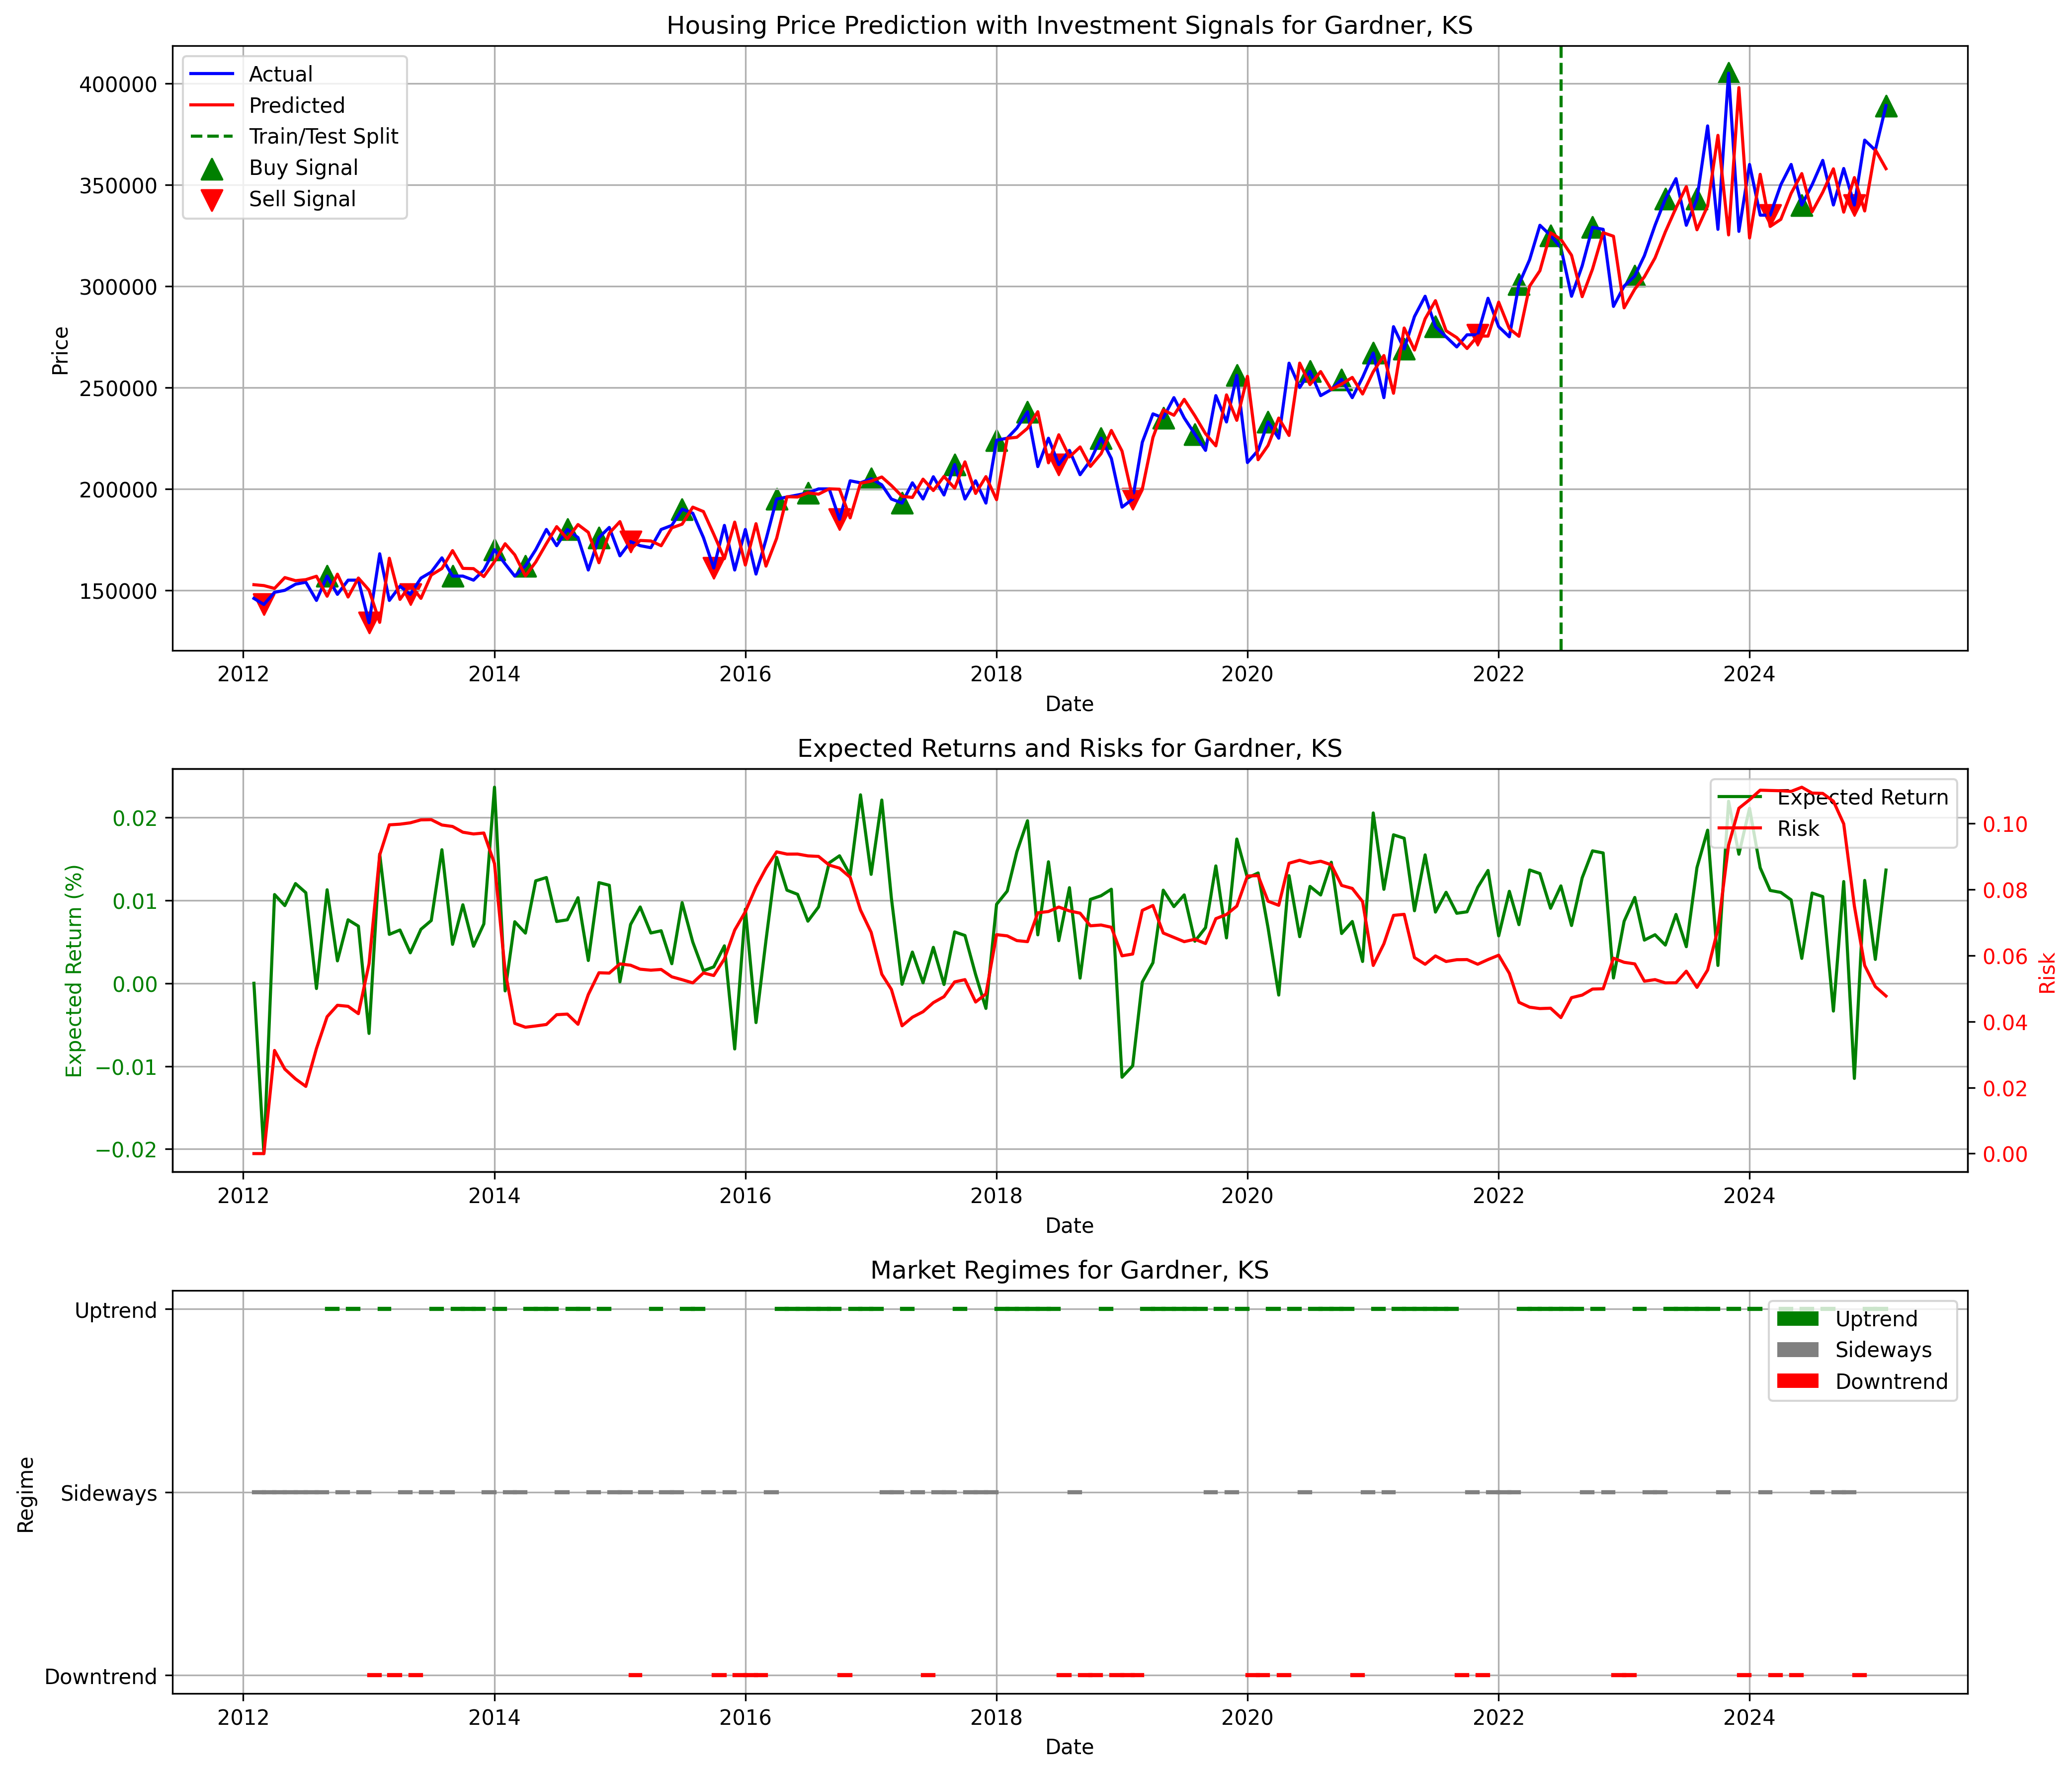 Housing Price Prediction with Investment Signals for Gardner, KS
Actual
Predicted
Train/Test Split
Buy Signal
Sell Signal
Price
400000
350000
300000
250000
200000
150000
2012 2014 2016 2018 2020 2022 2024
Date
Expected Returns and Risks for Gardner, KS
Expected Return
Risk
Expected Return (%)
0.02
0.01
0.00
−0.01
−0.02
Risk
0.10
0.08
0.06
0.04
0.02
0.00
2012 2014 2016 2018 2020 2022 2024
Date
Market Regimes for Gardner, KS
Uptrend
Sideways
Downtrend
Regime
Uptrend
Sideways
Downtrend
2012 2014 2016 2018 2020 2022 2024
Date